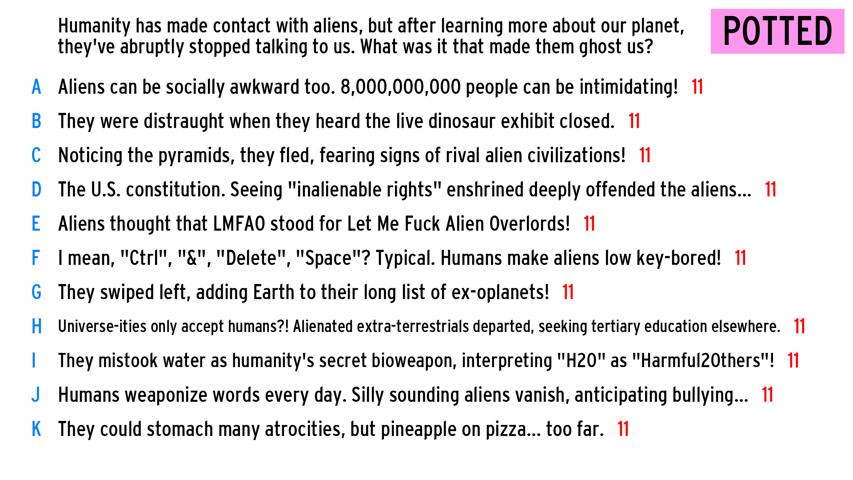 Humanity has made contact with aliens, but after learning more about our planet,
they've abruptly stopped talking to us. What was it that made them ghost us?
POTTED
A Aliens can be socially awkward too. 8,000,000,000 people can be intimidating! 11
B They were distraught when they heard the live dinosaur exhibit closed. 11
C Noticing the pyramids, they fled, fearing signs of rival alien civilizations! 11
D The U.S. constitution. Seeing "inalienable rights" enshrined deeply offended the aliens... 11
E Aliens thought that LMFAO stood for Let Me Fuck Alien Overlords! 11
F I mean, "Ctrl", "&", "Delete", "Space"? Typical. Humans make aliens low key-bored! 11
G They swiped left, adding Earth to their long list of ex-oplanets! 11
H Universe-ities only accept humans?! Alienated extra-terrestrials departed, seeking tertiary education elsewhere. 11
I They mistook water as humanity's secret bioweapon, interpreting "H2O" as "Harmful2Others"! 11
J Humans weaponize words every day. Silly sounding aliens vanish, anticipating bullying... 11
K They could stomach many atrocities, but pineapple on pizza... too far. 11